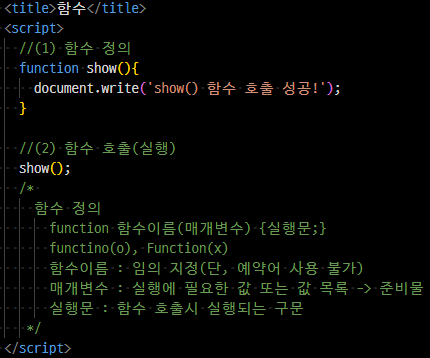 <title>함수</title>
<script>
//(1) 함수 정의
function show(){
document.write('show() 함수 호출 성공!');
}
//(2) 함수 호출(실행)
show();
/*
함수 정의
function 함수이름(매개변수) {실행문;}
functino(o), Function(x)
함수이름 : 임의 지정(단, 예약어 사용 불가)
매개변수 : 실행에 필요한 값 또는 값 목록 -> 준비물
실행문 : 함수 호출시 실행되는 구문
*/
</script>